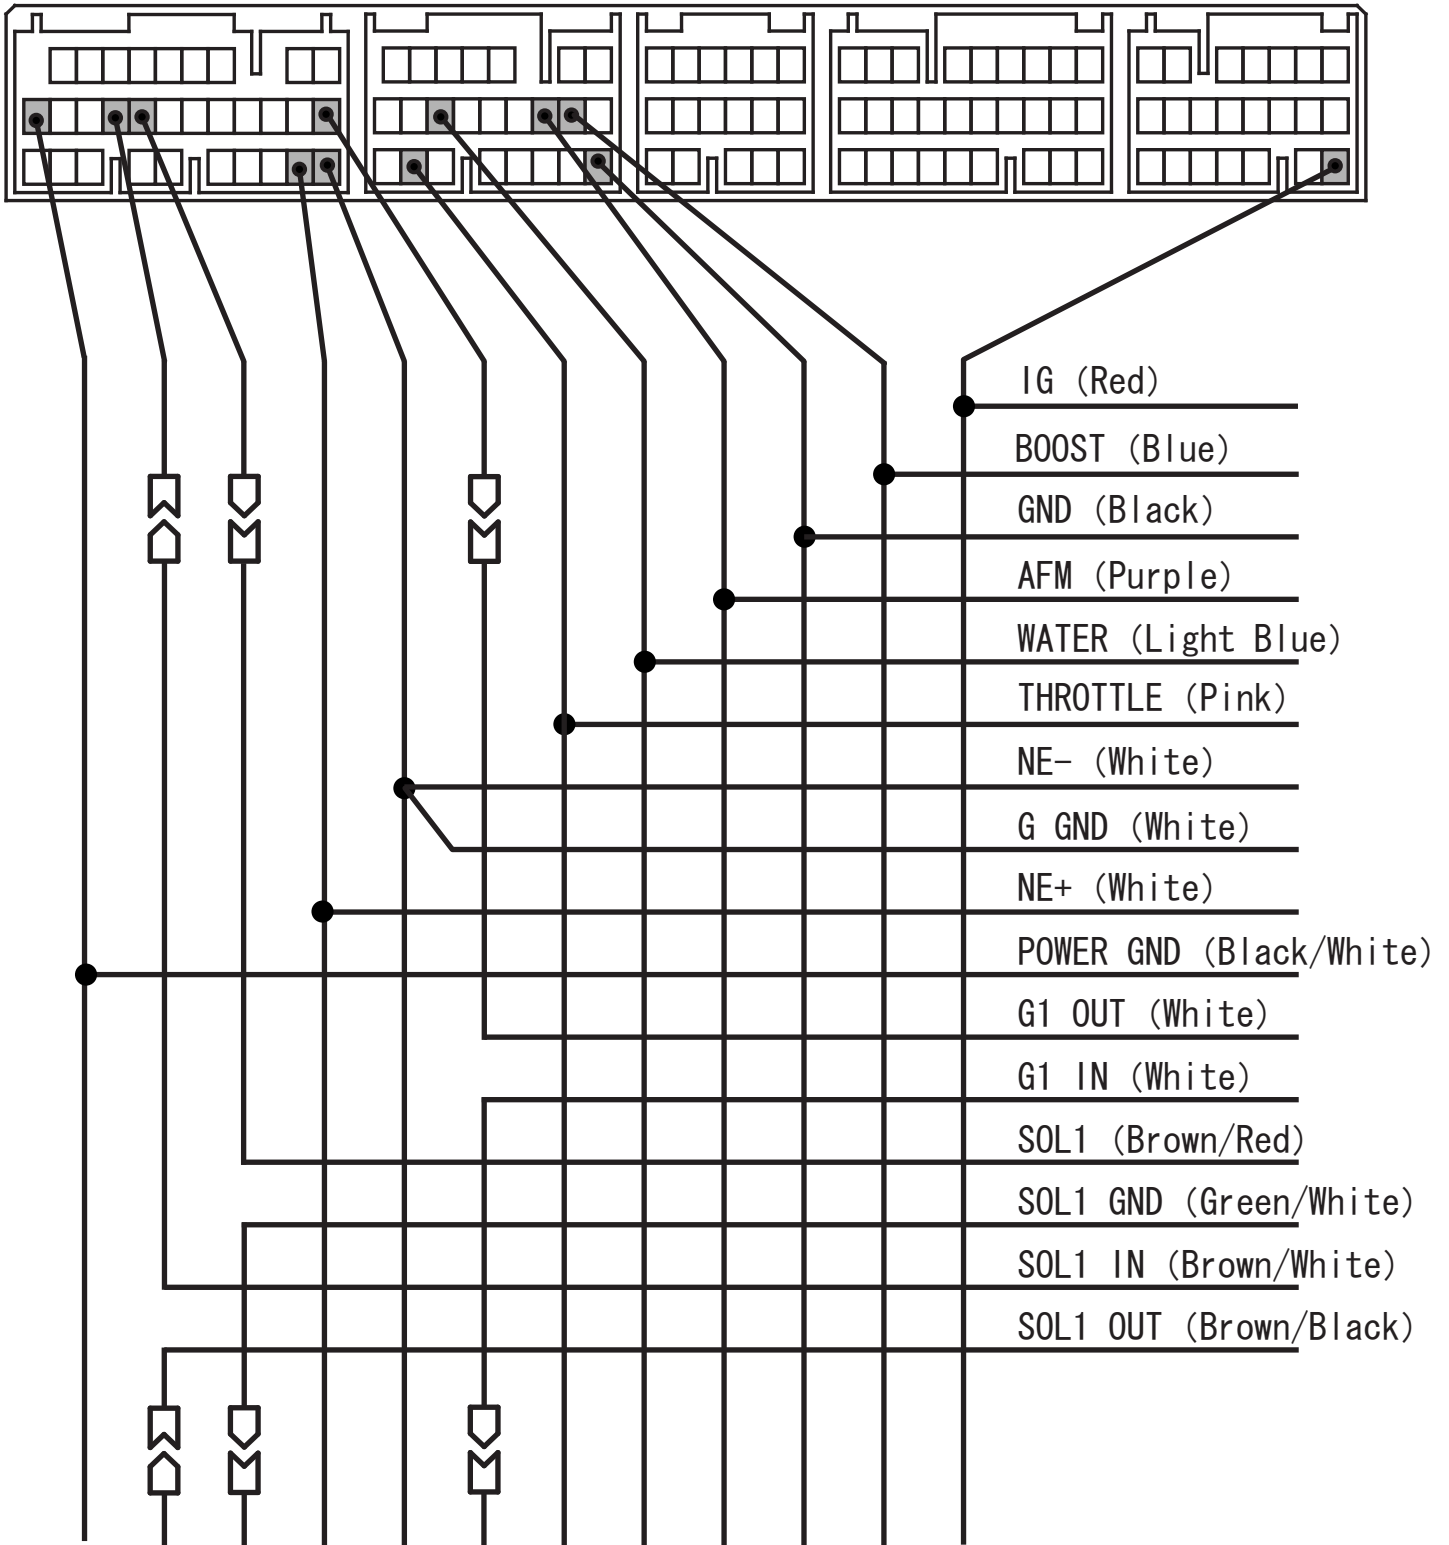 IG (Red)
BOOST (Blue)
GND (Black)
AFM (Purple)
WATER (Light Blue)
THROTTLE (Pink)
NE- (White)
G GND (White)
NE+ (White)
POWER GND (Black/White)
G1 OUT (White)
G1 IN (White)
SOL1 (Brown/Red)
SOL1 GND (Green/White)
SOL1 IN (Brown/White)
SOL1 OUT (Brown/Black)